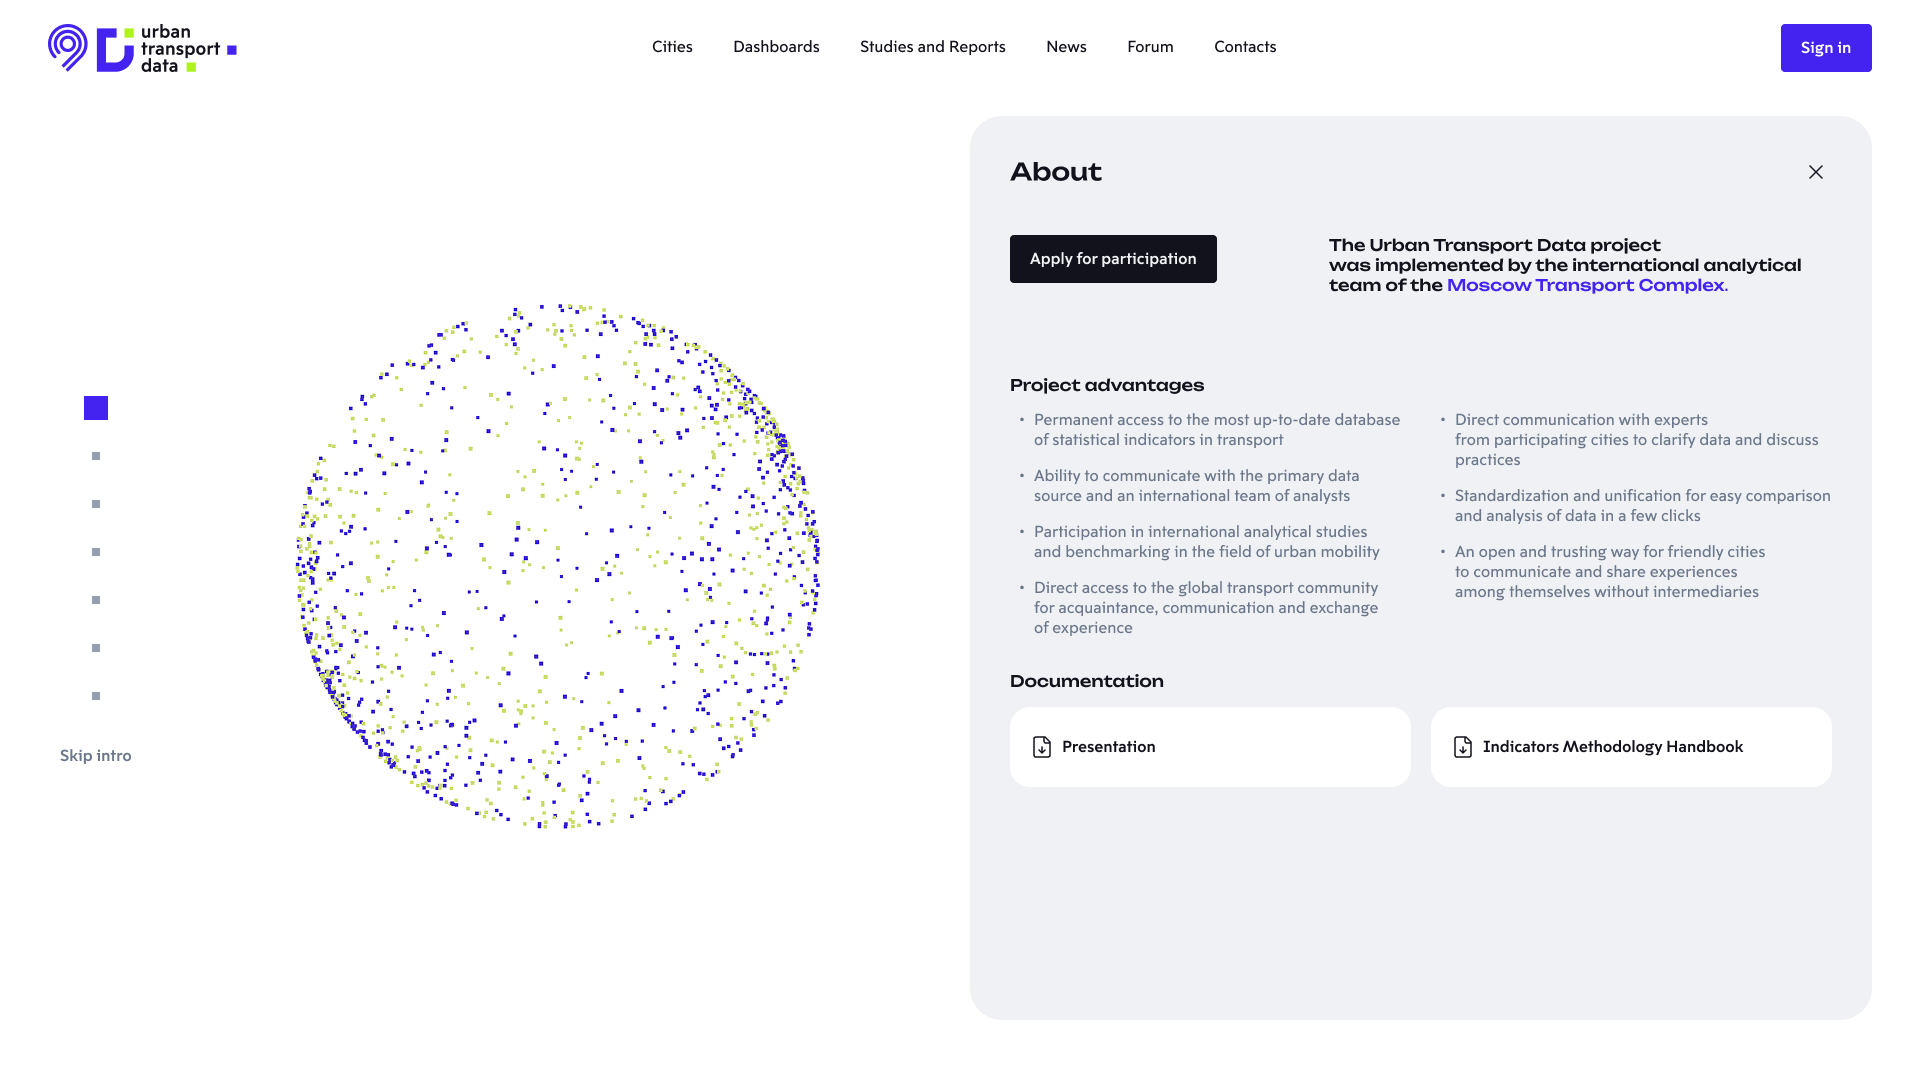 urban
transport
data
Cities
Dashboards
Studies and Reports
News
Forum
Contacts
Sign in
About
Apply for participation
The Urban Transport Data project
was implemented by the international analytical
team of the Moscow Transport Complex.
Project advantages
• Permanent access to the most up-to-date database
of statistical indicators in transport
• Ability to communicate with the primary data
source and an international team of analysts
• Participation in international analytical studies
and benchmarking in the field of urban mobility
• Direct access to the global transport community
for acquaintance, communication and exchange
of experience
• Direct communication with experts
from participating cities to clarify data and discuss
practices
• Standardization and unification for easy comparison
and analysis of data in a few clicks
• An open and trusting way for friendly cities
to communicate and share experiences
among themselves without intermediaries
Documentation
Presentation
Indicators Methodology Handbook
Skip intro